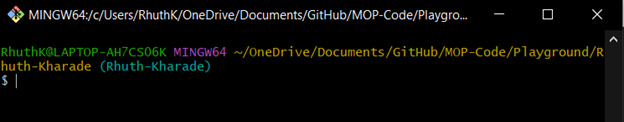 MINGW64:/c/Users/RhuthK/OneDrive/Documents/GitHub/MOP-Code/Playgro...
RhuthK@LAPTOP-AH7CSO6K MINGW64 ~/OneDrive/Documents/GitHub/MOP-Code/Playground/R
huth-Kharade (Rhuth-Kharade)
$